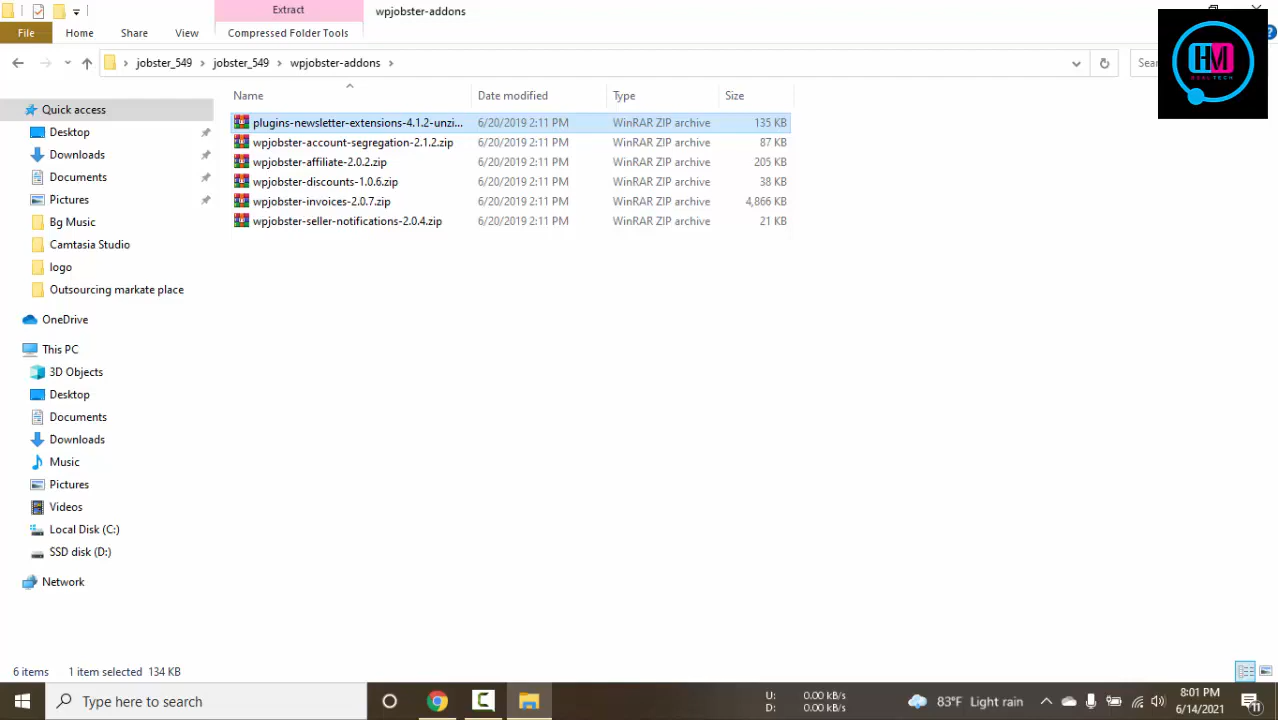 Extract
wpjobster-addons
File
Home
Share
View
Compressed Folder Tools
jobster_549
jobster_549
wpjobster-addons
Sear
HM
REALTECH
Name
Date modified
Type
Size
Quick access
Desktop
Downloads
Documents
Pictures
Bg Music
Camtasia Studio
logo
Outsourcing markate place
OneDrive
This PC
3D Objects
Desktop
Documents
Downloads
Music
Pictures
Videos
Local Disk (C:)
SSD disk (D:)
Network
plugins-newsletter-extensions-4.1.2-unzi... 6/20/2019 2:11 PM WinRAR ZIP archive 135 KB
wpjobster-account-segregation-2.1.2.zip 6/20/2019 2:11 PM WinRAR ZIP archive 87 KB
wpjobster-affiliate-2.0.2.zip 6/20/2019 2:11 PM WinRAR ZIP archive 205 KB
wpjobster-discounts-1.0.6.zip 6/20/2019 2:11 PM WinRAR ZIP archive 38 KB
wpjobster-invoices-2.0.7.zip 6/20/2019 2:11 PM WinRAR ZIP archive 4,866 KB
wpjobster-seller-notifications-2.0.4.zip 6/20/2019 2:11 PM WinRAR ZIP archive 21 KB
6 items
1 item selected 134 KB
Type here to search
U: 0.00 kB/s
D: 0.00 kB/s
83°F Light rain
8:01 PM
6/14/2021
11